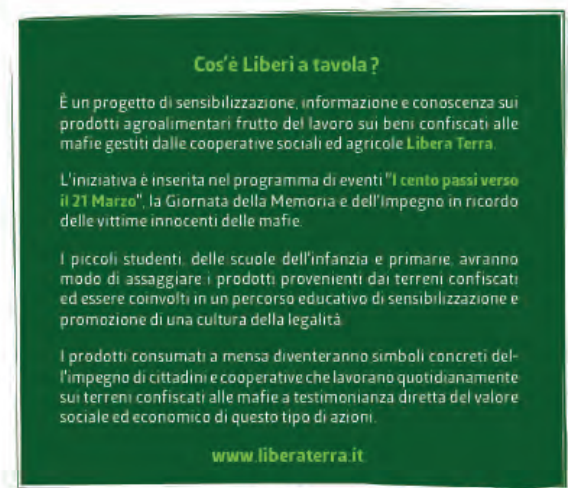 Cos'è Liberi a tavola?
È un progetto di sensibilizzazione, informazione e conoscenza sui
prodotti agroalimentari frutto del lavoro sui beni confiscati alle
mafie gestiti dalle cooperative sociali ed agricole Libera Terra.
L'iniziativa è inserita nel programma di eventi "I cento passi verso
il 21 Marzo", la Giornata della Memoria e dell'Impegno in ricordo
delle vittime innocenti delle mafie.
I piccoli studenti, delle scuole dell'infanzia e primarie, avranno
modo di assaggiare i prodotti provenienti dai terreni confiscati
ed essere coinvolti in un percorso educativo di sensibilizzazione e
promozione di una cultura della legalità.
I prodotti consumati a mensa diventeranno simboli concreti del-
l'impegno di cittadini e cooperative che lavorano quotidianamente
sui terreni confiscati alle mafie a testimonianza diretta del valore
sociale ed economico di questo tipo di azioni.
www.liberaterra.it